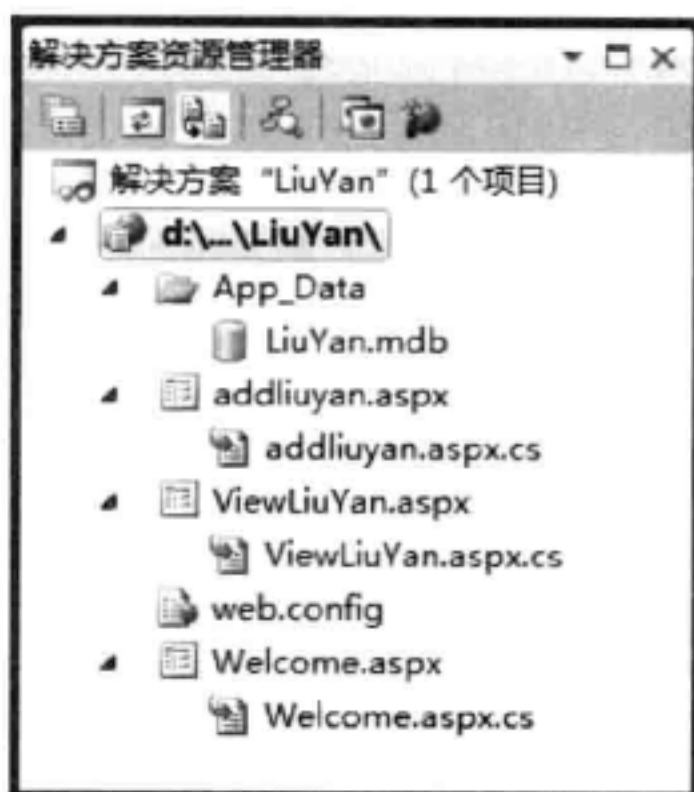 解决方案资源管理器
解决方案 "LiuYan" (1 个项目)
d:\...\LiuYan\
App_Data
LiuYan.mdb
addliuyan.aspx
addliuyan.aspx.cs
ViewLiuYan.aspx
ViewLiuYan.aspx.cs
web.config
Welcome.aspx
Welcome.aspx.cs